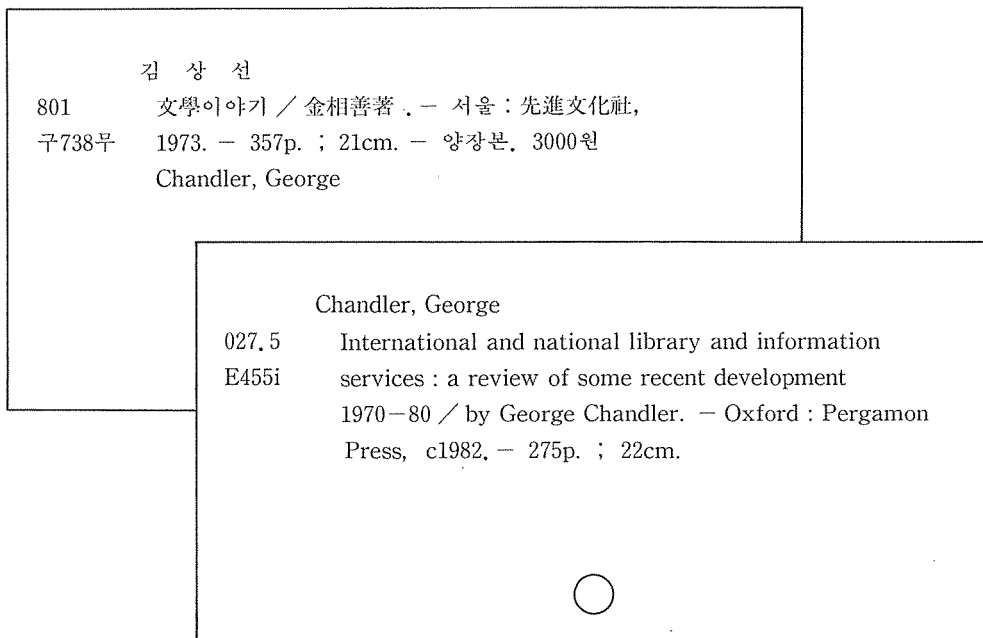 김 상 선
801 文學이야기 / 金相善著 . － 서울 : 先進文化社,
구738무 1973. － 357p. ; 21cm. － 양장본. 3000원
Chandler, George
Chandler, George
027.5 International and national library and information
E455i services : a review of some recent development
1970－80 / by George Chandler. － Oxford : Pergamon
Press, c1982. － 275p. ; 22cm.